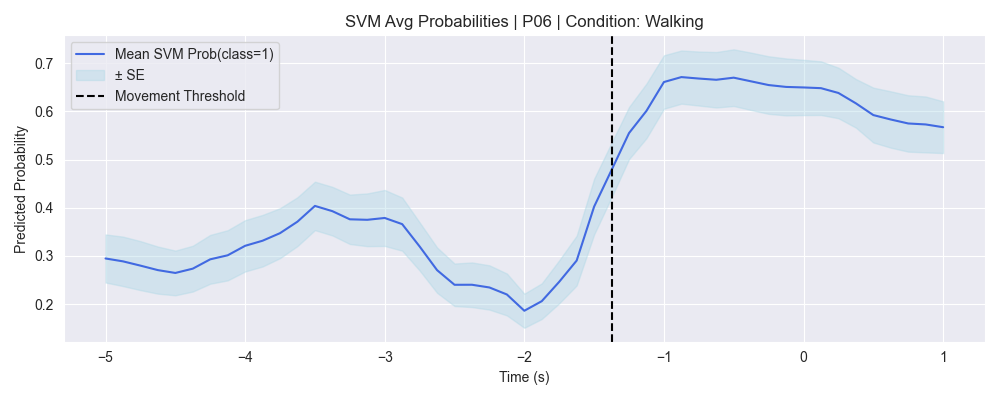 SVM Avg Probabilities | P06 | Condition: Walking
Mean SVM Prob(class=1)
± SE
Movement Threshold
Predicted Probability
0.7
0.6
0.5
0.4
0.3
0.2
−5
−4
−3
−2
−1
0
1
Time (s)